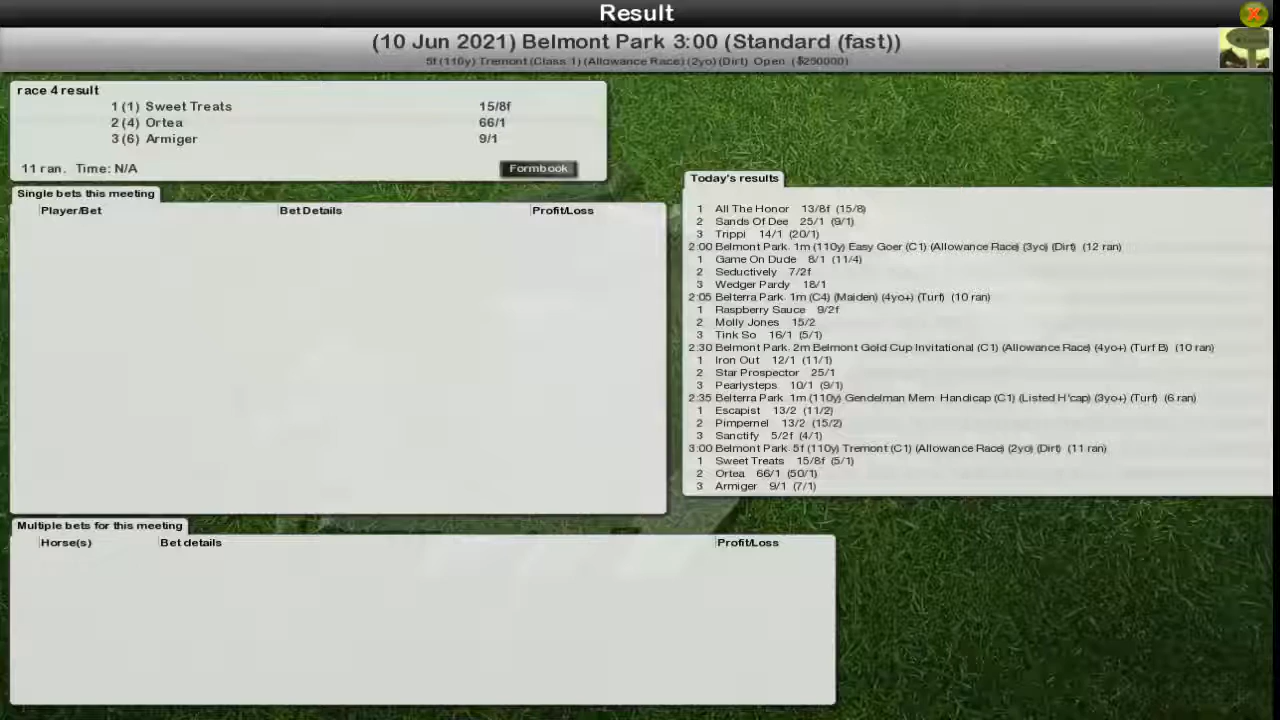 Result
(10 Jun 2021) Belmont Park 3:00 (Standard (fast))
5f (110y) Tremont (Class 1) (Allowance Race) (2yo) (Dirt) Open ($250000)
race 4 result
1 (1) Sweet Treats 15/8f
2 (4) Ortea 66/1
3 (6) Armiger 9/1
11 ran. Time: N/A
Formbook
Single bets this meeting
Player/Bet Bet Details Profit/Loss
Today's results
1 All The Honor 13/8f (15/8)
2 Sands Of Dee 25/1 (9/1)
3 Trippi 14/1 (20/1)
2:00 Belmont Park. 1m (110y) Easy Goer (C1) (Allowance Race) (3yo) (Dirt) (12 ran)
1 Game On Dude 8/1 (11/4)
2 Seductively 7/2f
3 Wedger Pardy 18/1
2:05 Belterra Park. 1m (C4) (Maiden) (4yo+) (Turf) (10 ran)
1 Raspberry Sauce 9/2f
2 Molly Jones 15/2
3 Tink So 16/1 (5/1)
2:30 Belmont Park. 2m Belmont Gold Cup Invitational (C1) (Allowance Race) (4yo+) (Turf B) (10 ran)
1 Iron Out 12/1 (11/1)
2 Star Prospector 25/1
3 Pearlysteps 10/1 (9/1)
2:35 Belterra Park. 1m (110y) Gendelman Mem Handicap (C1) (Listed H'cap) (3yo+) (Turf) (6 ran)
1 Escapist 13/2 (11/2)
2 Pimpernel 13/2 (15/2)
3 Sanctify 5/2f (4/1)
3:00 Belmont Park. 5f (110y) Tremont (C1) (Allowance Race) (2yo) (Dirt) (11 ran)
1 Sweet Treats 15/8f (5/1)
2 Ortea 66/1 (50/1)
3 Armiger 9/1 (7/1)
Multiple bets for this meeting
Horse(s) Bet details Profit/Loss